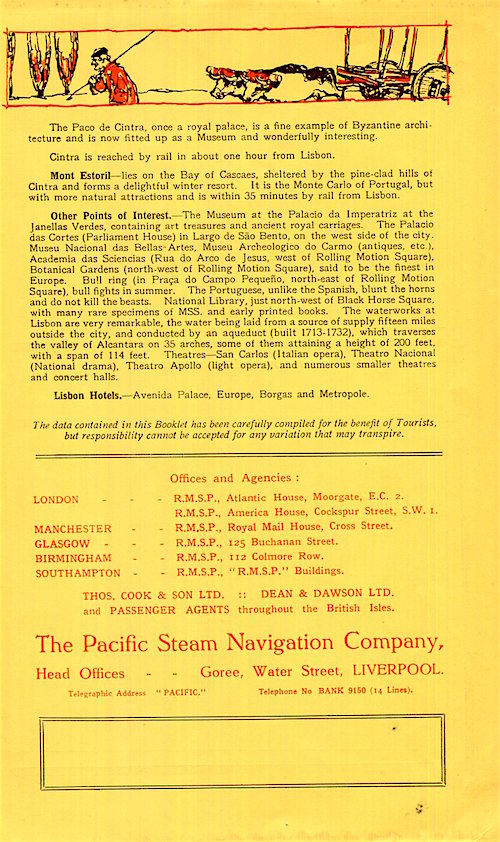 The Paco de Cintra, once a royal palace, is a fine example of Byzantine archi-
tecture and is now fitted up as a Museum and wonderfully interesting.
Cintra is reached by rail in about one hour from Lisbon.
Mont Estoril—lies on the Bay of Cascaes, sheltered by the pine-clad hills of
Cintra and forms a delightful winter resort. It is the Monte Carlo of Portugal, but
with more natural attractions and is within 35 minutes by rail from Lisbon.
Other Points of Interest.—The Museum at the Palacio da Imperatriz at the
Janellas Verdes, containing art treasures and ancient royal carriages. The Palacio
das Cortes (Parliament House) in Largo de São Bento, on the west side of the city.
Museu Nacional das Bellas-Artes, Museu Archeologico do Carmo (antiques, etc.),
Academia das Sciencias (Rua do Arco de Jesus, west of Rolling Motion Square),
Botanical Gardens (north-west of Rolling Motion Square), said to be the finest in
Europe. Bull ring (in Praça do Campo Pequeño, north-east of Rolling Motion
Square), bull fights in summer. The Portuguese, unlike the Spanish, blunt the horns
and do not kill the beasts. National Library, just north-west of Black Horse Square,
with many rare specimens of MSS. and early printed books. The waterworks at
Lisbon are very remarkable, the water being laid from a source of supply fifteen miles
outside the city, and conducted by an aqueduct (built 1713-1732), which traverses
the valley of Alcantara on 35 arches, some of them attaining a height of 200 feet,
with a span of 114 feet. Theatres—San Carlos (Italian opera), Theatro Nacional
(National drama), Theatro Apollo (light opera), and numerous smaller theatres
and concert halls.
Lisbon Hotels.—Avenida Palace, Europe, Borgas and Metropole.
The data contained in this Booklet has been carefully compiled for the benefit of Tourists,
but responsibility cannot be accepted for any variation that may transpire.
Offices and Agencies :
LONDON - - - R.M.S.P., Atlantic House, Moorgate, E.C. 2.
R.M.S.P., America House, Cockspur Street, S.W. 1.
MANCHESTER - - R.M.S.P., Royal Mail House, Cross Street.
GLASGOW - - - R.M.S.P., 125 Buchanan Street.
BIRMINGHAM - - R.M.S.P., 112 Colmore Row.
SOUTHAMPTON - - R.M.S.P., "R.M.S.P." Buildings.
THOS. COOK & SON LTD. :: DEAN & DAWSON LTD.
and PASSENGER AGENTS throughout the British Isles.
The Pacific Steam Navigation Company,
Head Offices - - Goree, Water Street, LIVERPOOL.
Telegraphic Address "PACIFIC." Telephone No BANK 9150 (14 Lines).